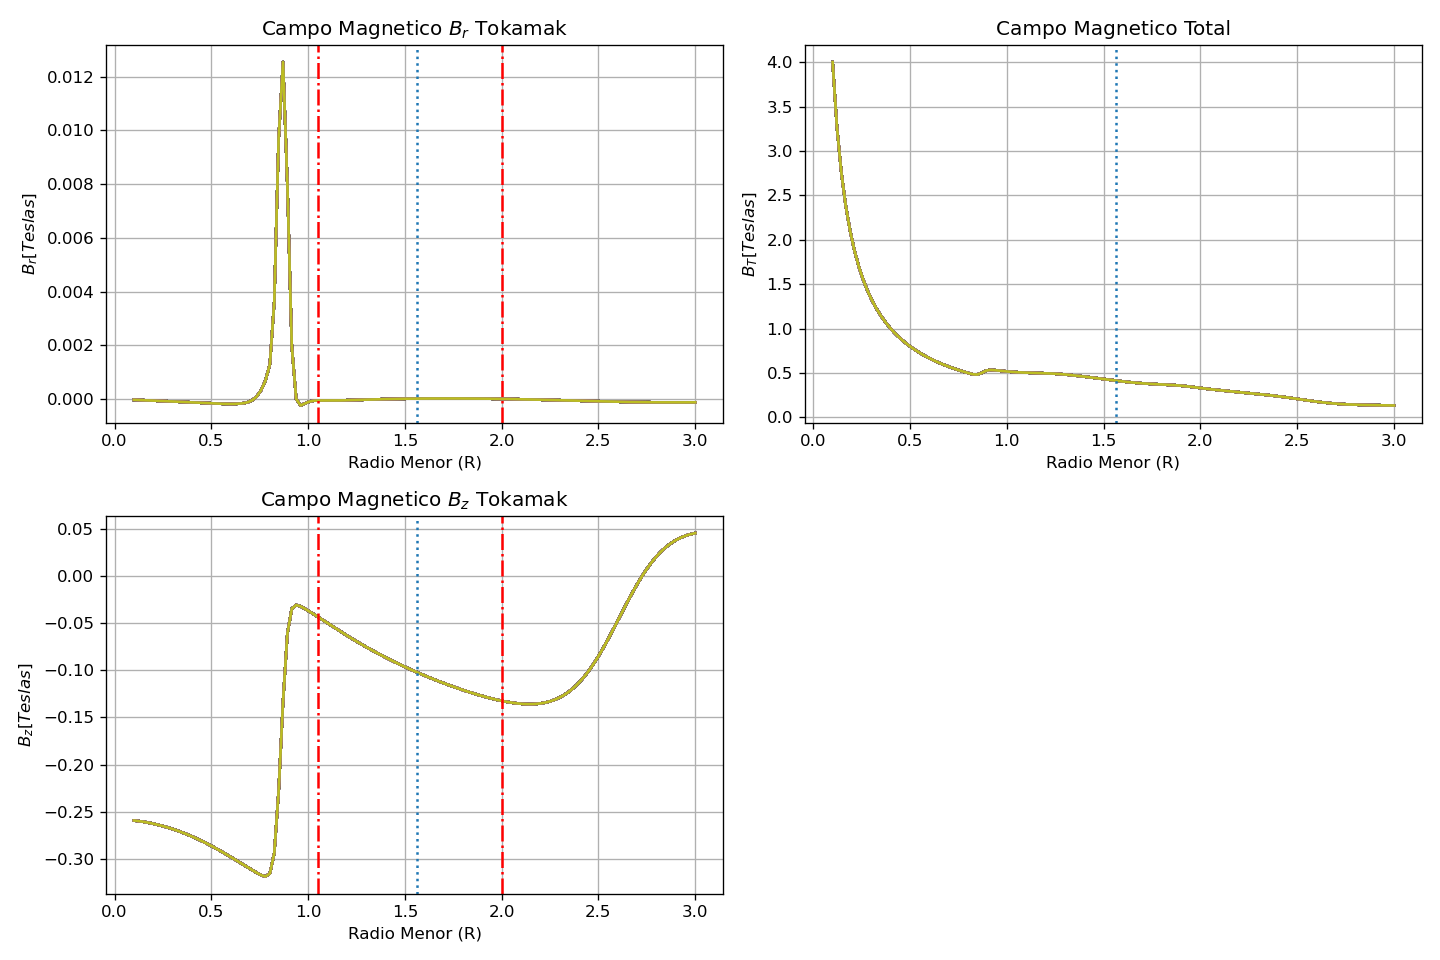 Campo Magnetico B_r Tokamak
B_r[Teslas]
0.012
0.010
0.008
0.006
0.004
0.002
0.000
0.0 0.5 1.0 1.5 2.0 2.5 3.0
Radio Menor (R)
Campo Magnetico Total
B_T[Teslas]
4.0
3.5
3.0
2.5
2.0
1.5
1.0
0.5
0.0
0.0 0.5 1.0 1.5 2.0 2.5 3.0
Radio Menor (R)
Campo Magnetico B_z Tokamak
B_z[Teslas]
0.05
0.00
−0.05
−0.10
−0.15
−0.20
−0.25
−0.30
0.0 0.5 1.0 1.5 2.0 2.5 3.0
Radio Menor (R)